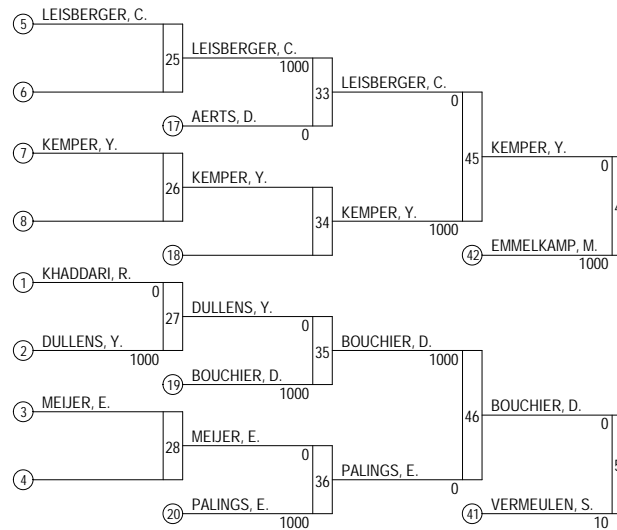 5 LEISBERGER, C.
25 LEISBERGER, C.
1000
6
33 LEISBERGER, C.
0
17 AERTS, D.
0
7 KEMPER, Y.
45 KEMPER, Y.
0
26 KEMPER, Y.
8
34 KEMPER, Y.
1000
18
42 EMMELKAMP, M.
1000
4
1 KHADDARI, R.
0
27 DULLENS, Y.
0
2 DULLENS, Y.
1000
35 BOUCHIER, D.
1000
19 BOUCHIER, D.
1000
3 MEIJER, E.
46 BOUCHIER, D.
0
28 MEIJER, E.
0
4
36 PALINGS, E.
0
20 PALINGS, E.
1000
41 VERMEULEN, S.
10
5